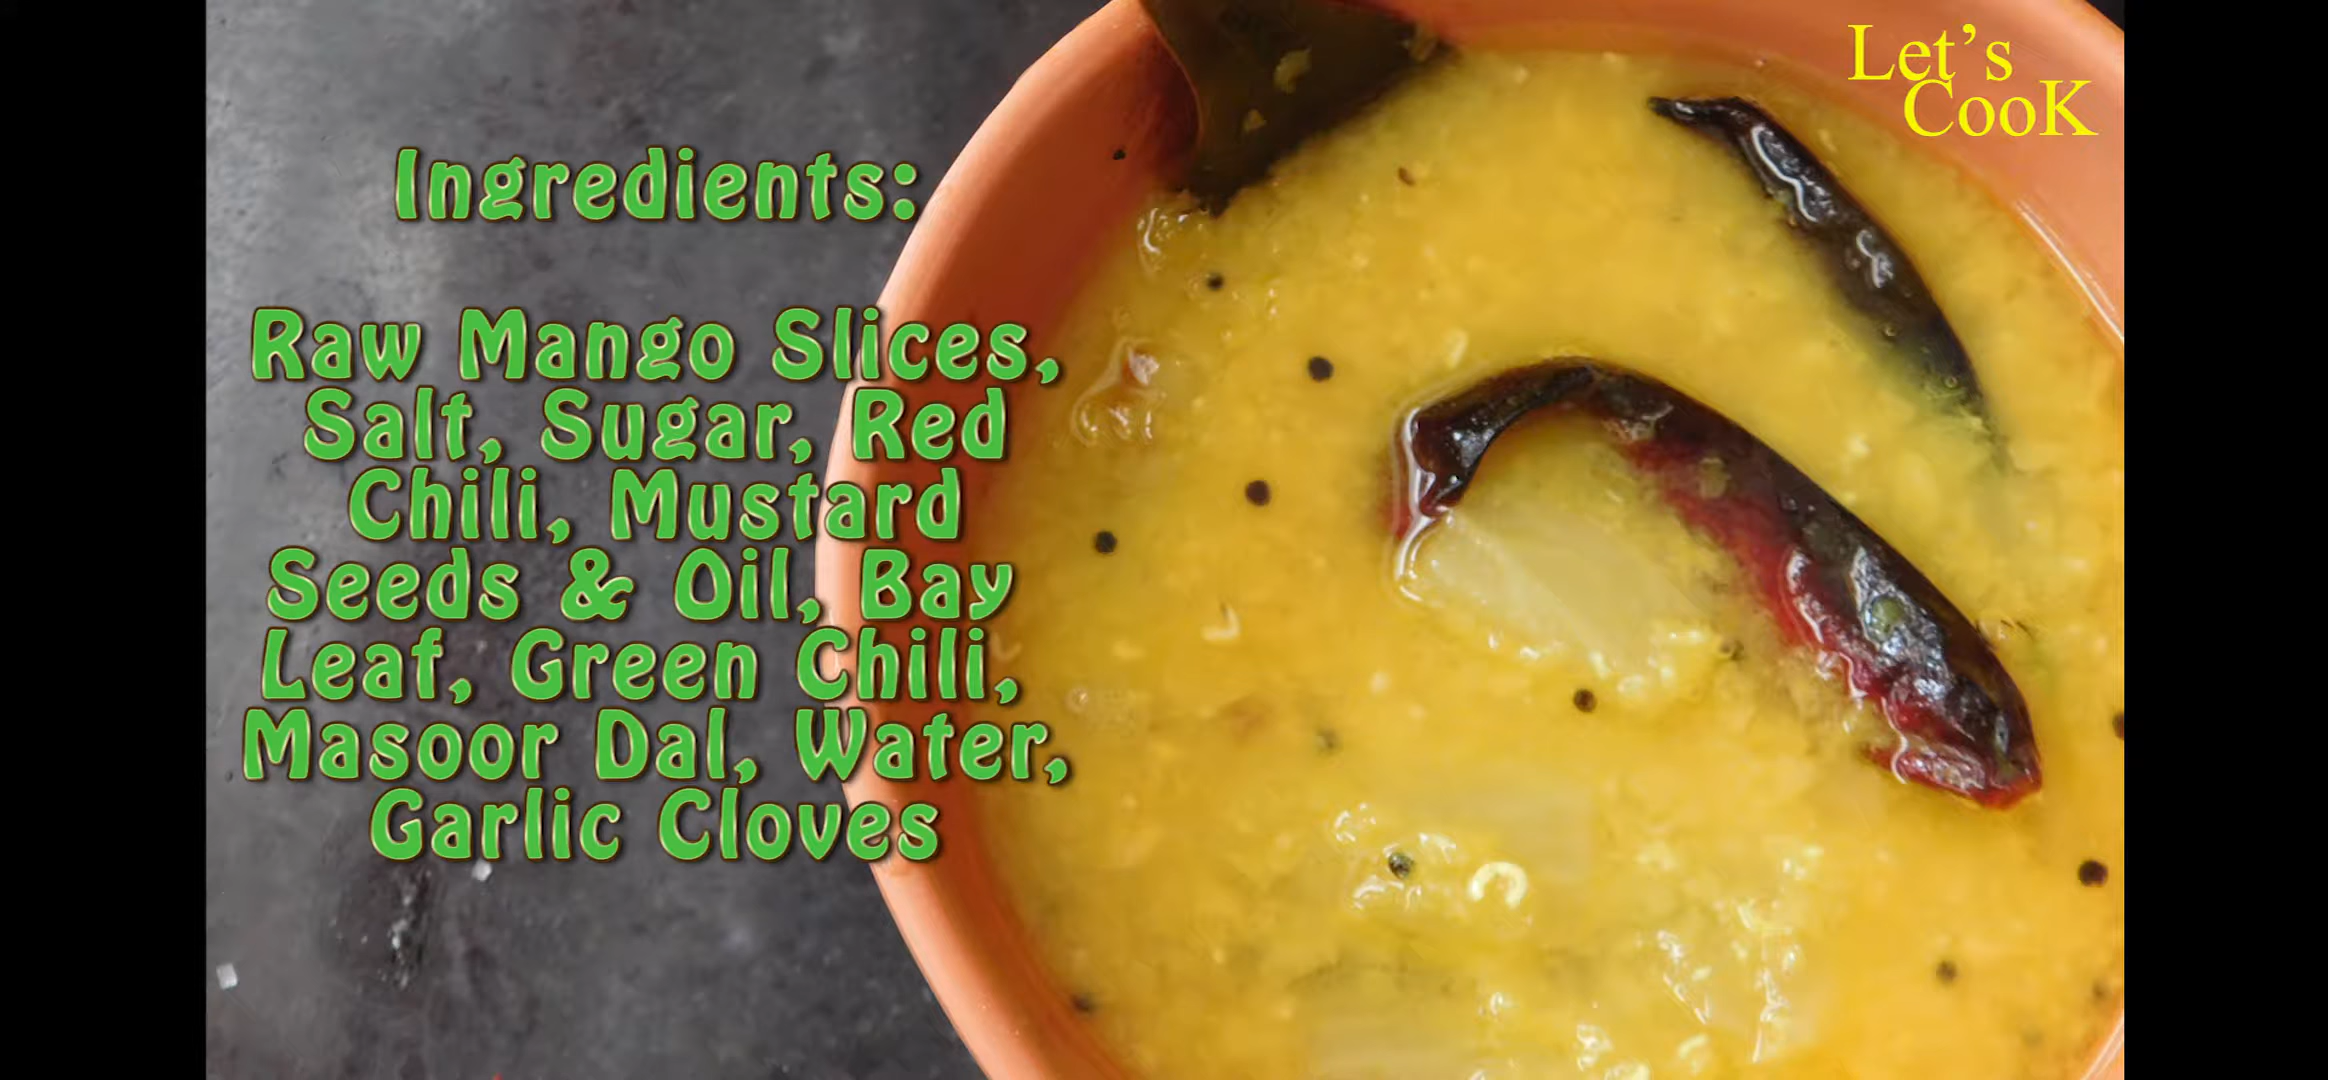 Let's
CooK
Ingredients:
Raw Mango Slices,
Salt, Sugar, Red
Chili, Mustard
Seeds & Oil, Bay
Leaf, Green Chili,
Masoor Dal, Water,
Garlic Cloves